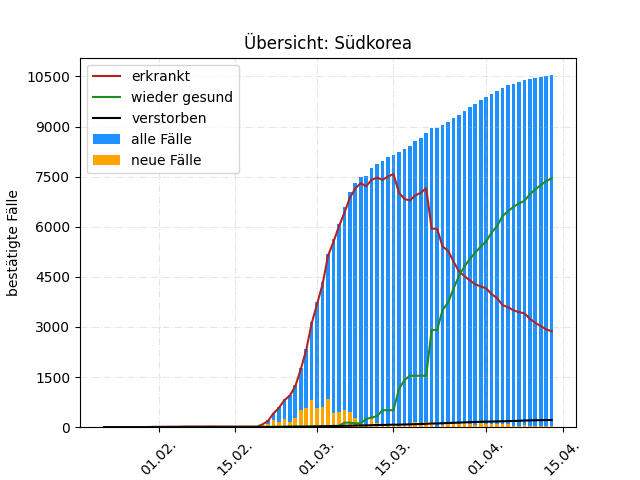 Übersicht: Südkorea
bestätigte Fälle
10500
9000
7500
6000
4500
3000
1500
0
erkrankt
wieder gesund
verstorben
alle Fälle
neue Fälle
01.02.
15.02.
01.03.
15.03.
01.04.
15.04.